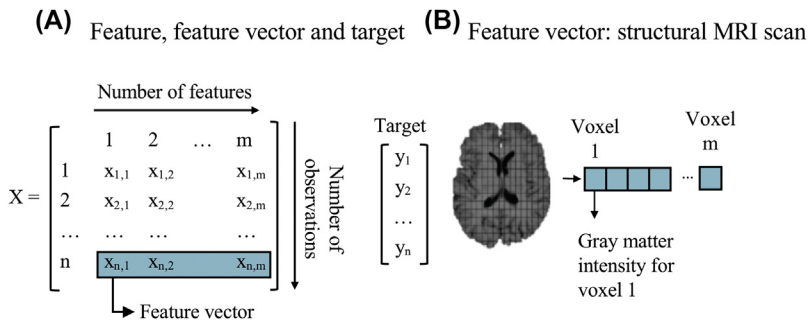 (A) Feature, feature vector and target
Number of features
1 2 … m
1 x1,1 x1,2 x1,m
X = 2 x2,1 x2,2 x2,m
… … … …
n xn,1 xn,2 xn,m
Feature vector
Number of
observations
Target
y1
y2
…
yn
(B) Feature vector: structural MRI scan
Voxel
1
...
Voxel
m
Gray matter
intensity for
voxel 1